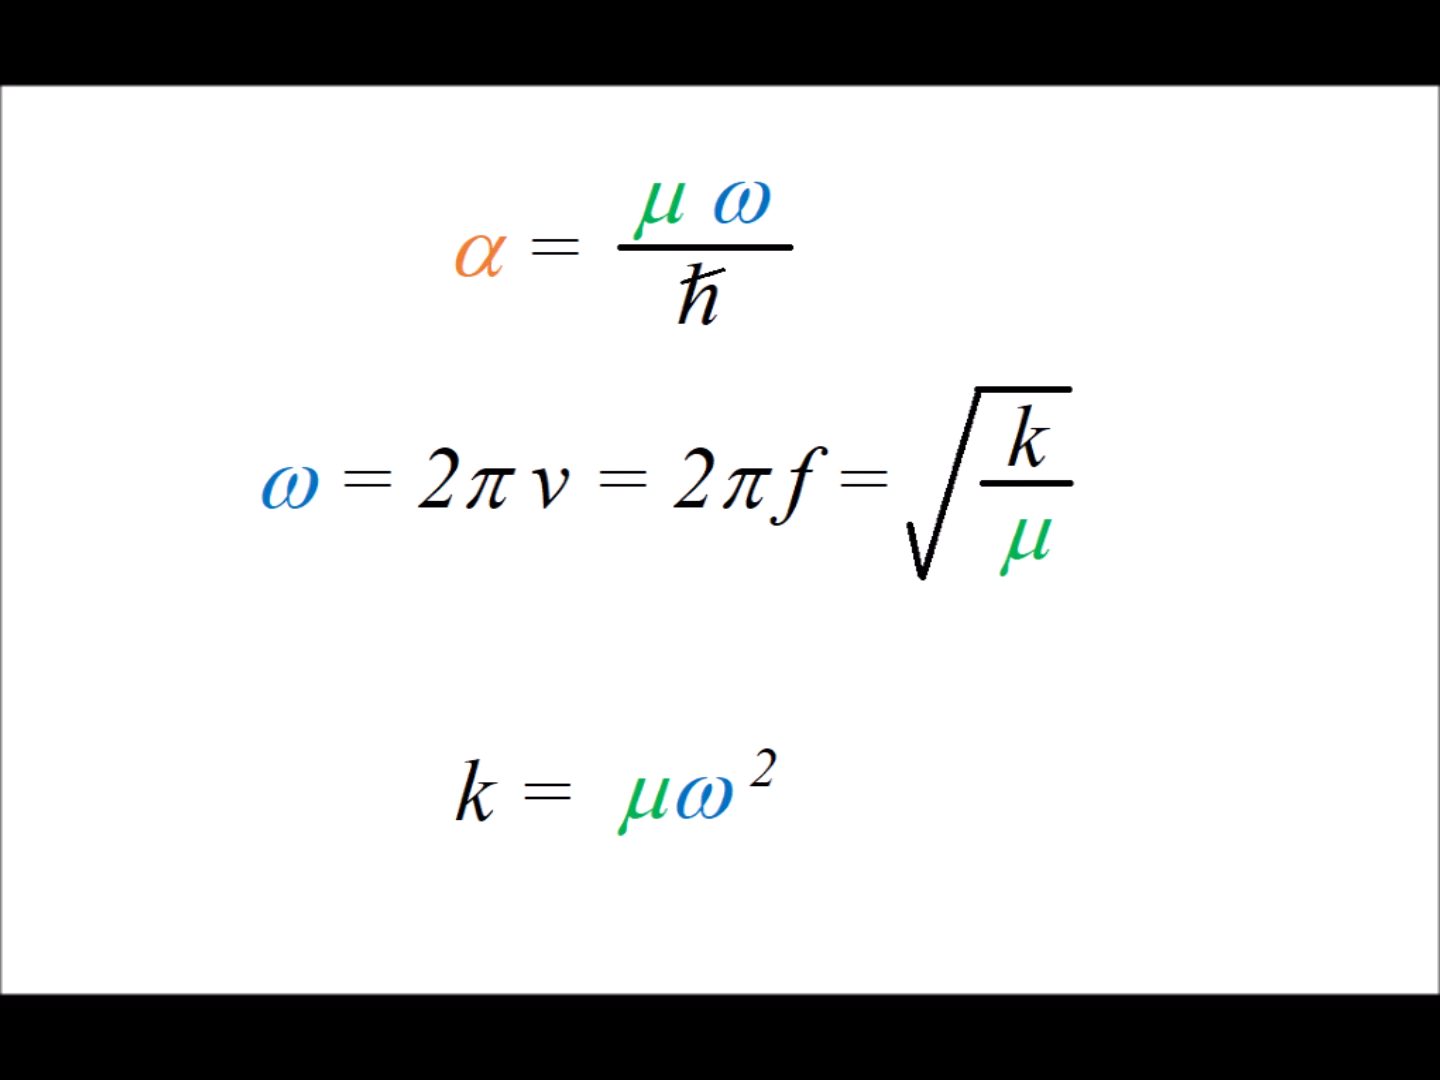 α = μ ω / ħ
ω = 2π ν = 2π f = √(k / μ)
k = μω²